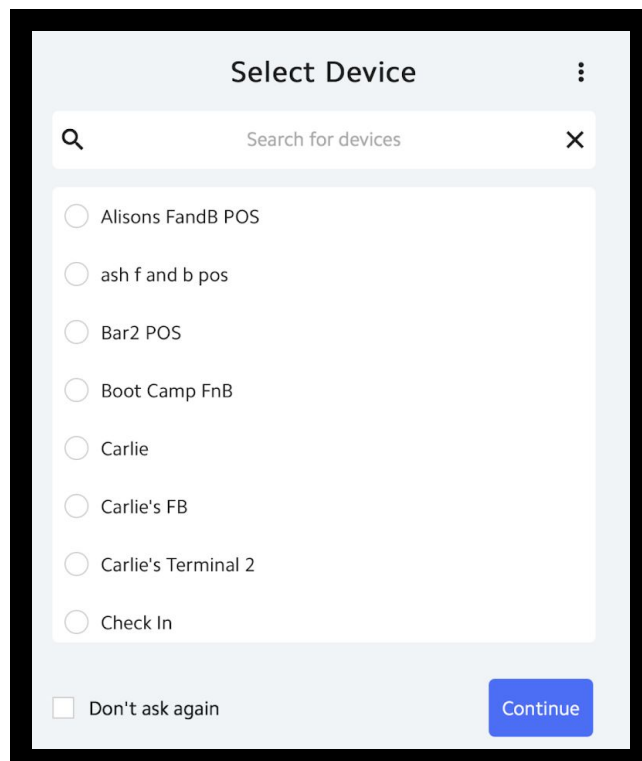 Select Device
Search for devices
Alisons FandB POS
ash f and b pos
Bar2 POS
Boot Camp FnB
Carlie
Carlie's FB
Carlie's Terminal 2
Check In
Don't ask again
Continue